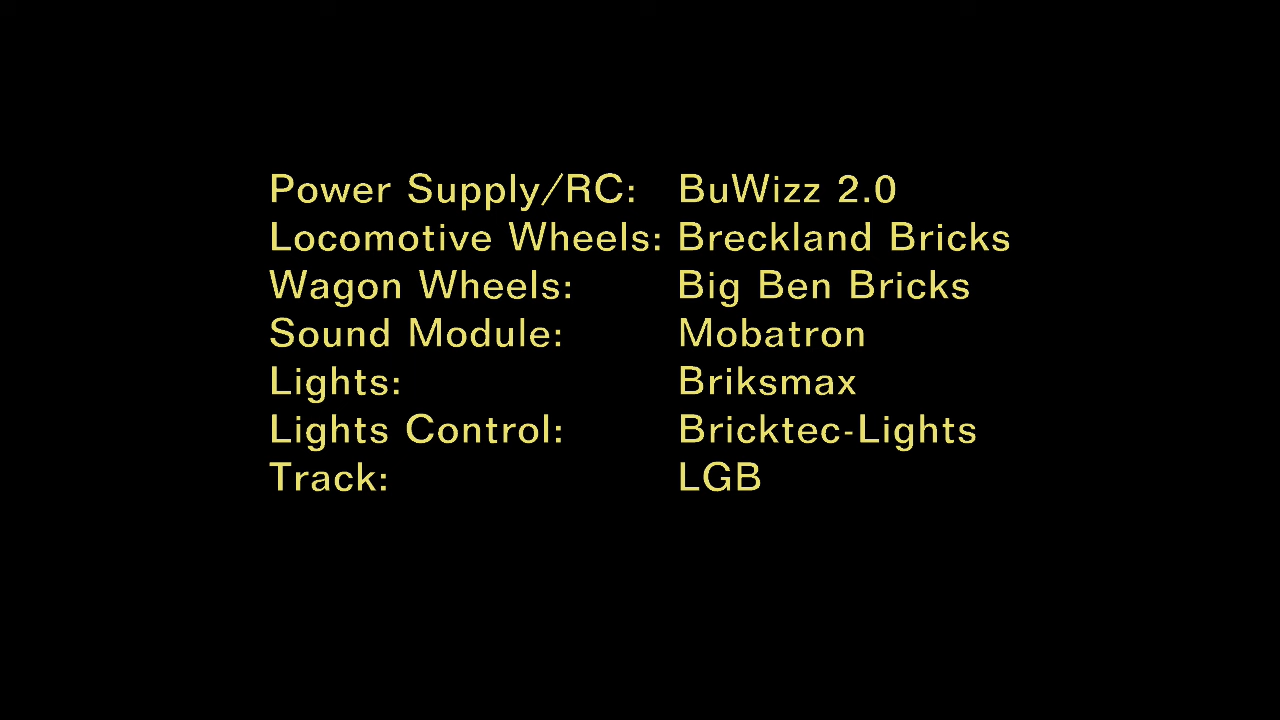 Power Supply/RC: BuWizz 2.0
Locomotive Wheels: Breckland Bricks
Wagon Wheels: Big Ben Bricks
Sound Module: Mobatron
Lights: Briksmax
Lights Control: Bricktec-Lights
Track: LGB